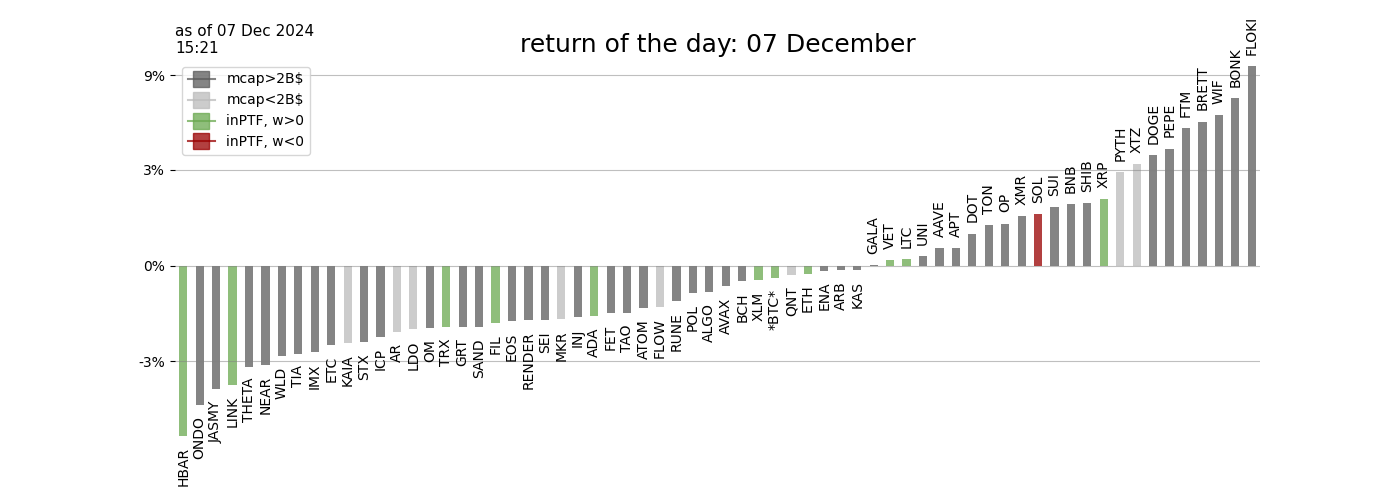 as of 07 Dec 2024
15:21
return of the day: 07 December
mcap>2B$
mcap<2B$
inPTF, w>0
inPTF, w<0
9%
3%
0%
-3%
HBAR
ONDO
JASMY
LINK
THETA
NEAR
WLD
TIA
IMX
ETC
KAIA
STX
ICP
AR
LDO
OM
TRX
GRT
SAND
FIL
EOS
RENDER
SEI
MKR
INJ
ADA
FET
TAO
ATOM
FLOW
RUNE
POL
ALGO
AVAX
BCH
XLM
*BTC*
QNT
ETH
ENA
ARB
KAS
GALA
VET
LTC
UNI
AAVE
APT
DOT
TON
OP
XMR
SOL
SUI
BNB
SHIB
XRP
PYTH
XTZ
DOGE
PEPE
FTM
BRETT
WIF
BONK
FLOKI